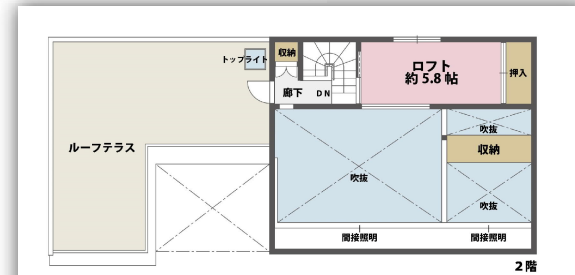 トップライト
収納
ロフト
約 5.8 帖
押入
廊下
DN
ルーフテラス
吹抜
収納
吹抜
吹抜
間接照明
間接照明
2階